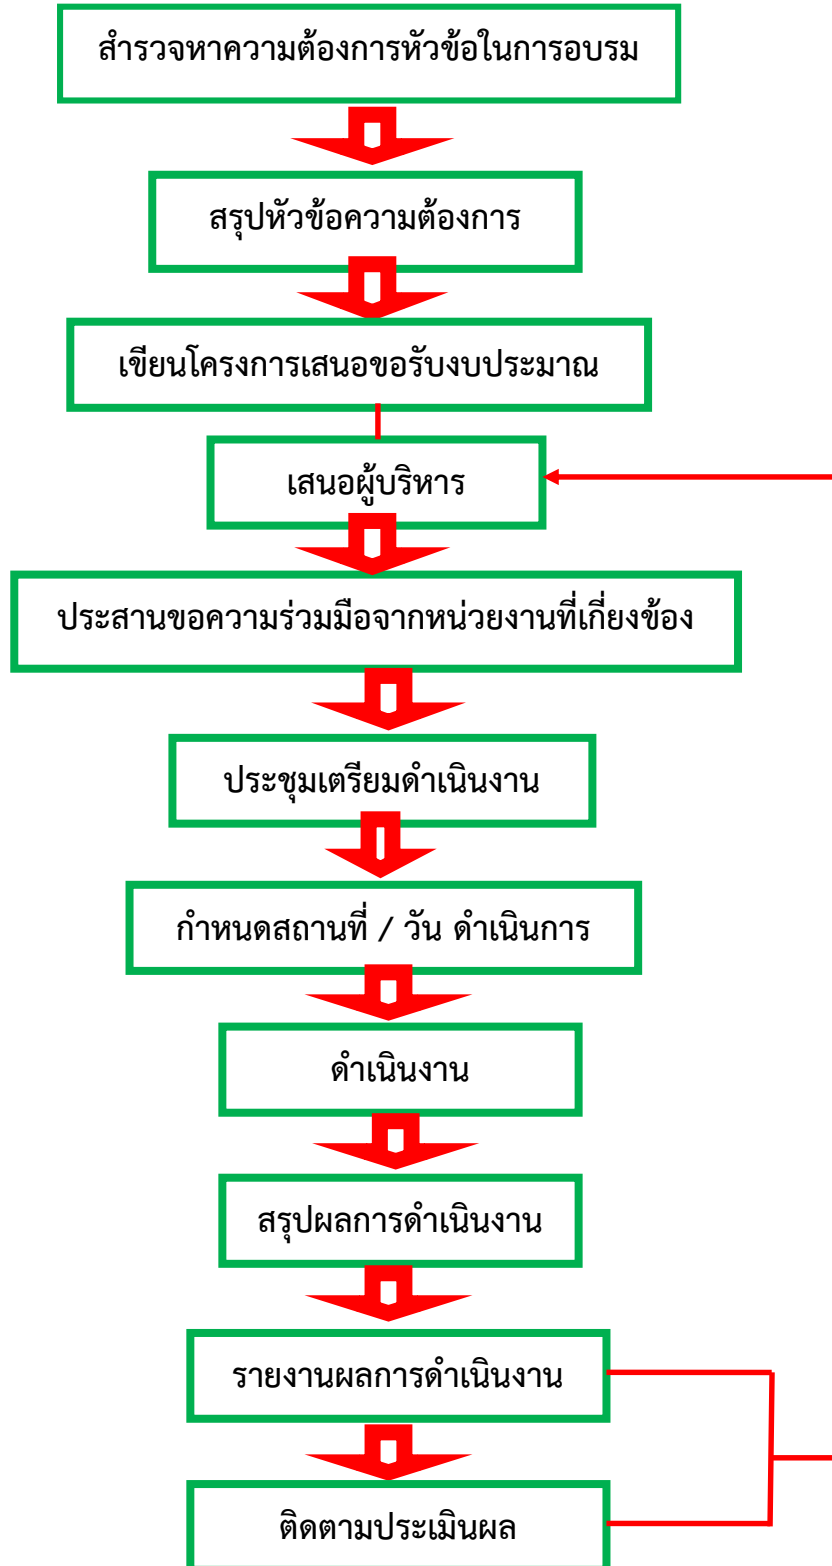 สำรวจหาความต้องการหัวข้อในการอบรม
สรุปหัวข้อความต้องการ
เขียนโครงการเสนอขอรับงบประมาณ
เสนอผู้บริหาร
ประสานขอความร่วมมือจากหน่วยงานที่เกี่ยงข้อง
ประชุมเตรียมดำเนินงาน
กำหนดสถานที่ / วัน ดำเนินการ
ดำเนินงาน
สรุปผลการดำเนินงาน
รายงานผลการดำเนินงาน
ติดตามประเมินผล